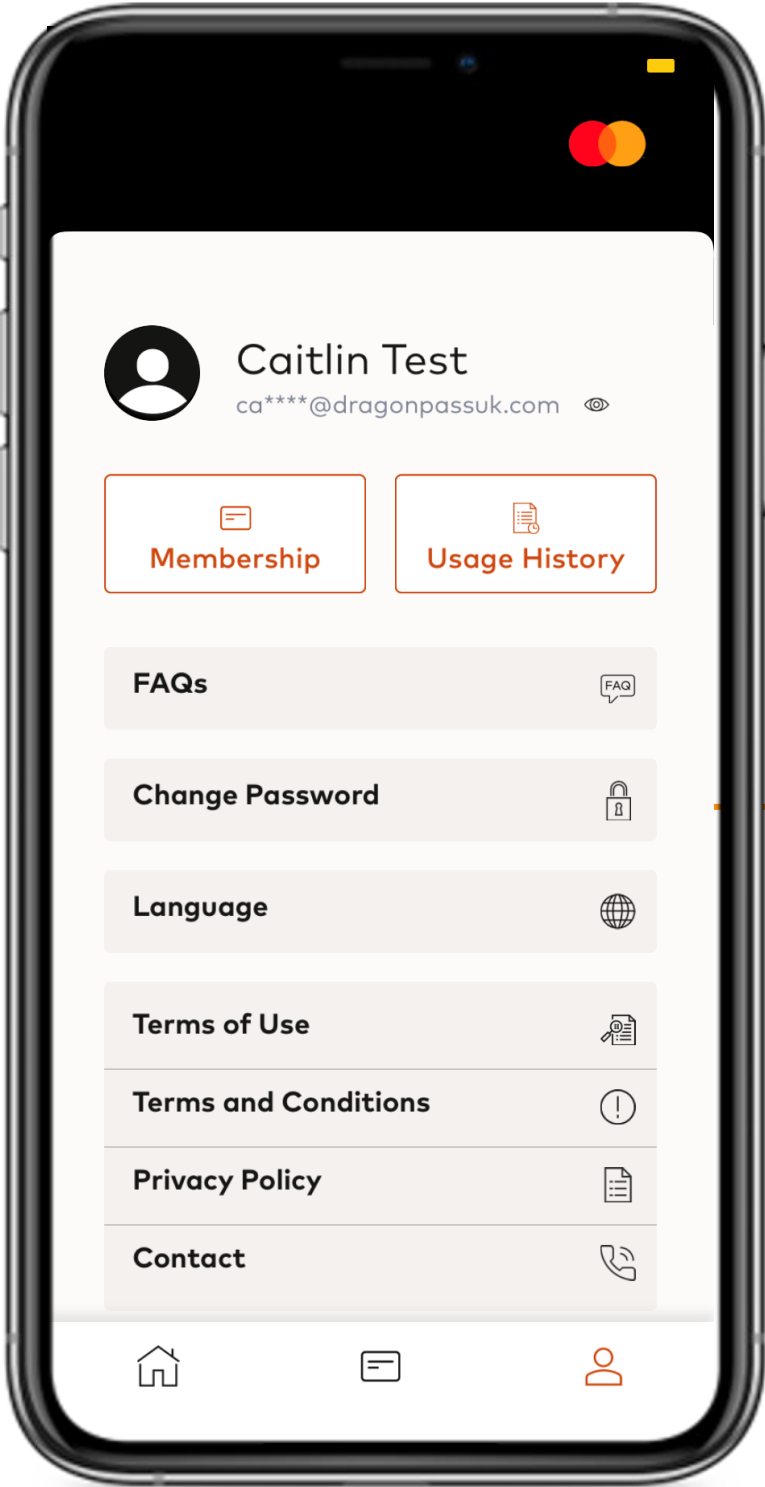 Caitlin Test
ca****@dragonpassuk.com
Membership
Usage History
FAQs
FAQ
Change Password
Language
Terms of Use
Terms and Conditions
Privacy Policy
Contact